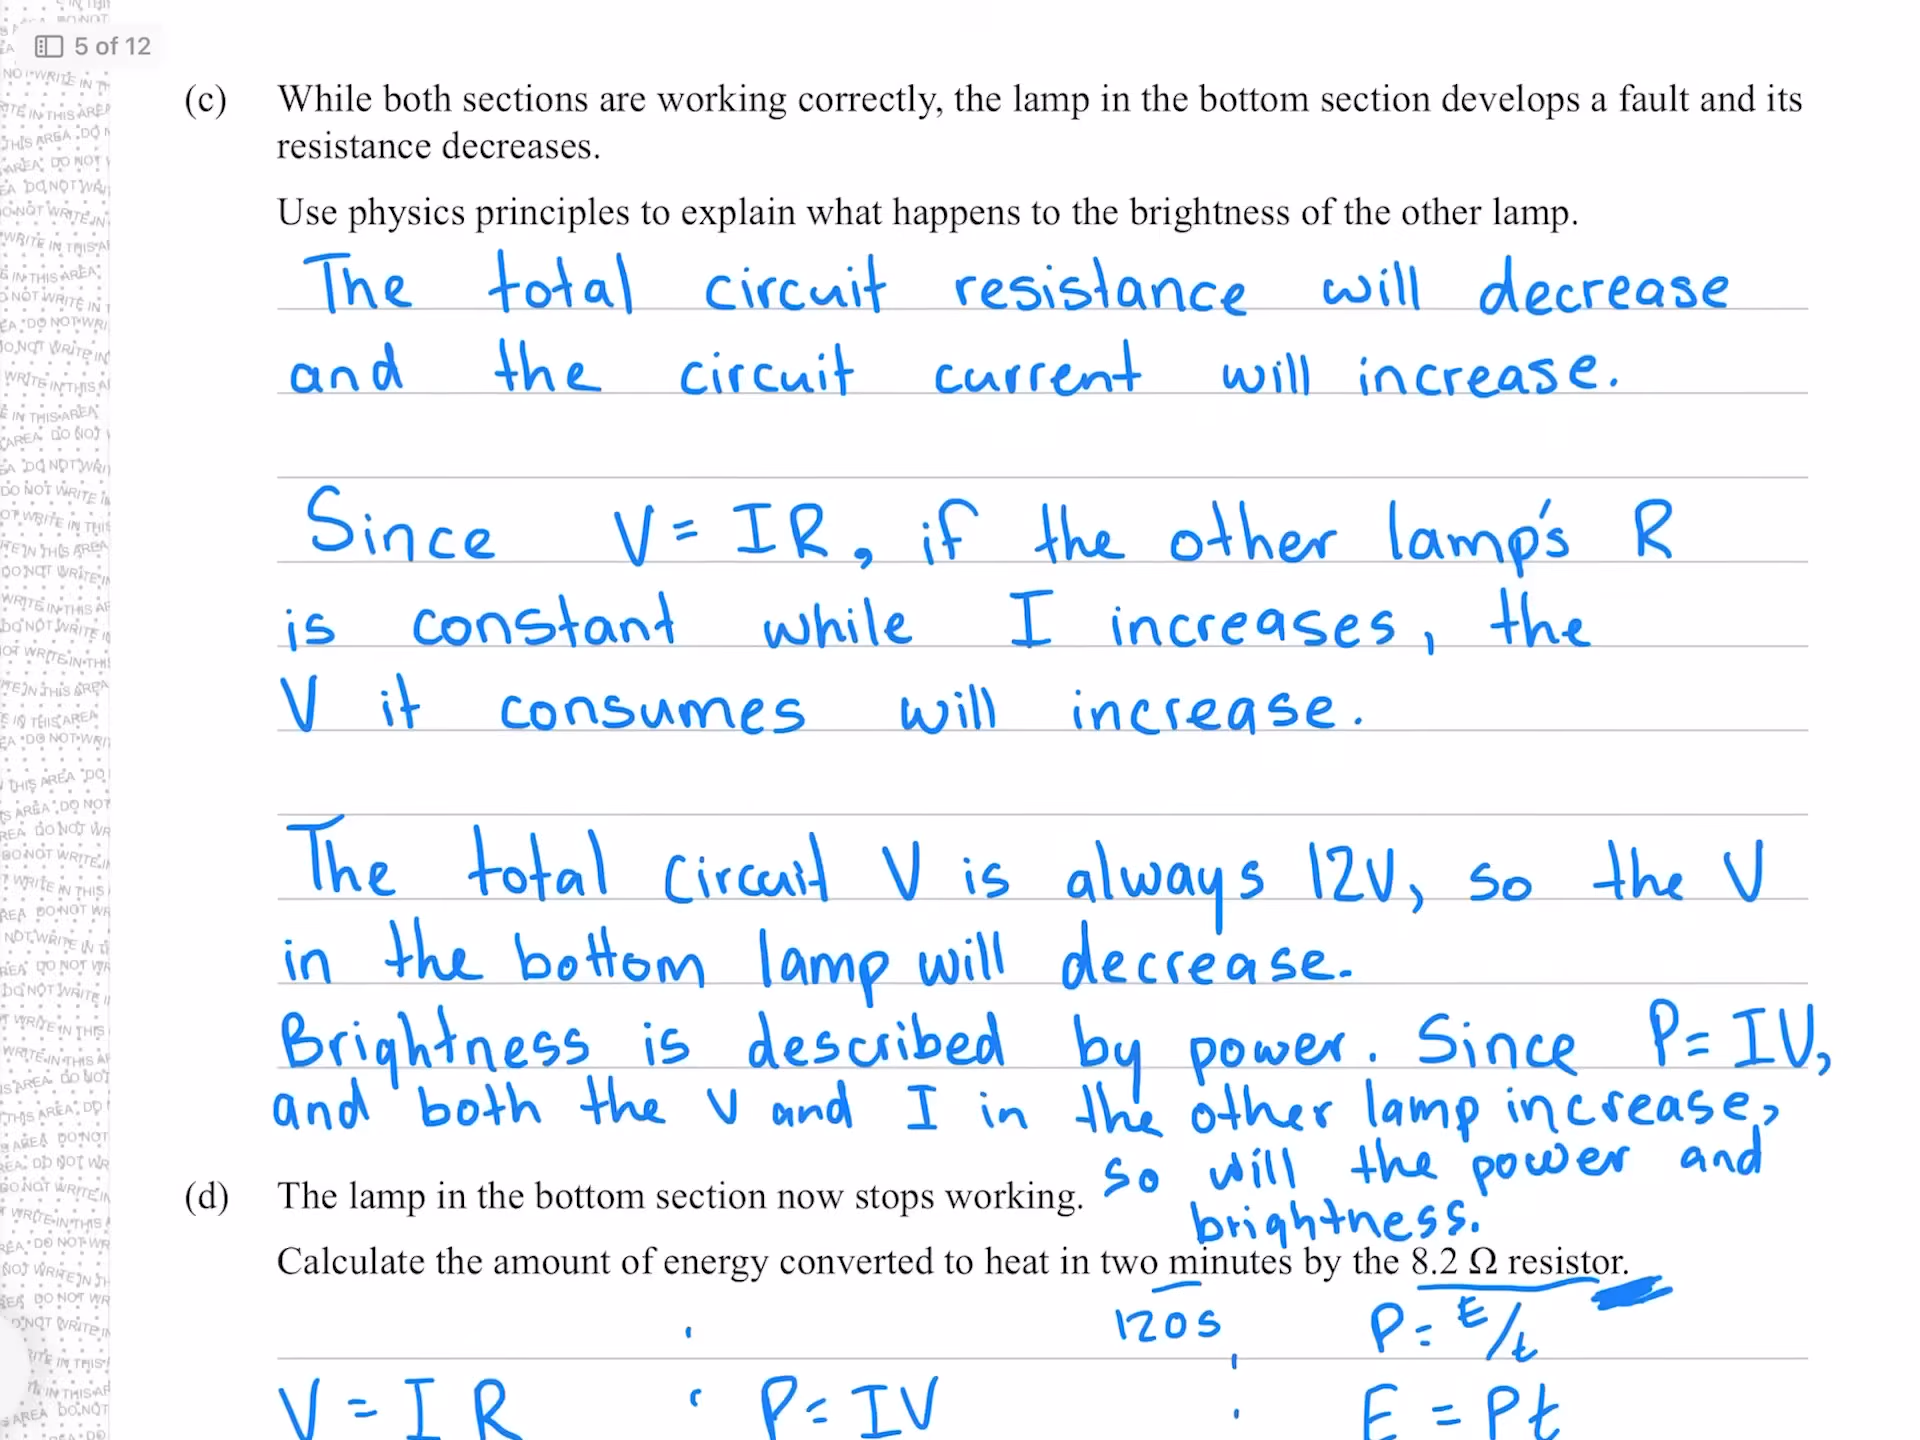 5 of 12
(c) While both sections are working correctly, the lamp in the bottom section develops a fault and its
resistance decreases.
Use physics principles to explain what happens to the brightness of the other lamp.
The total circuit resistance will decrease
and the circuit current will increase.
Since V = IR, if the other lamp's R
is constant while I increases, the
V it consumes will increase.
The total circuit V is always 12V, so the V
in the bottom lamp will decrease.
Brightness is described by power. Since P = IV,
and both the V and I in the other lamp increase,
so will the power and
brightness.
(d) The lamp in the bottom section now stops working.
Calculate the amount of energy converted to heat in two minutes by the 8.2 Ω resistor.
120s P = E/t
V = I R P = IV E = Pt